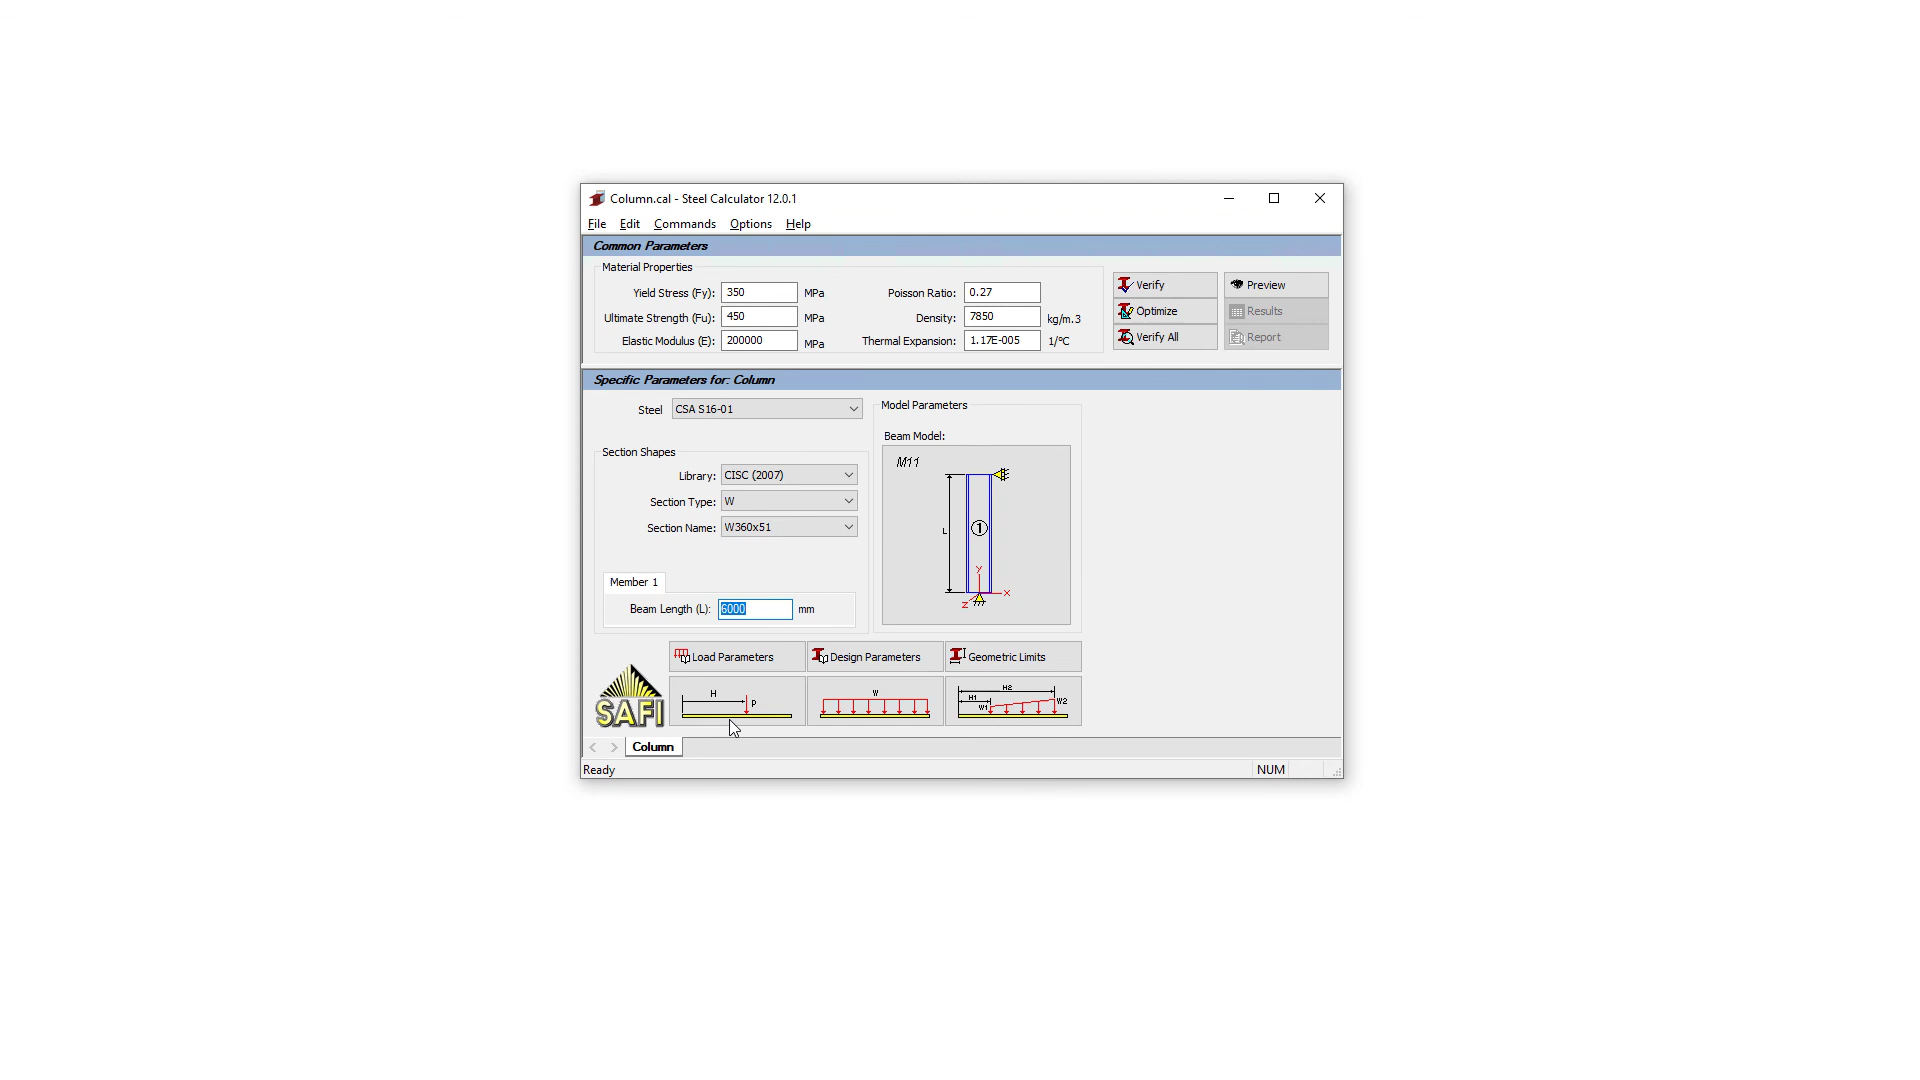 Column.cal - Steel Calculator 12.0.1
File Edit Commands Options Help
Common Parameters
Material Properties
Yield Stress (Fy): 350 MPa Poisson Ratio: 0.27
Ultimate Strength (Fu): 450 MPa Density: 7850 kg/m.3
Elastic Modulus (E): 200000 MPa Thermal Expansion: 1.17E-005 1/°C
Verify Preview
Optimize Results
Verify All Report
Specific Parameters for: Column
Steel CSA S16-01
Section Shapes
Library: CISC (2007)
Section Type: W
Section Name: W360x51
Member 1
Beam Length (L): 6000 mm
Model Parameters
Beam Model:
M11
L
1
Y
X
Z
Load Parameters Design Parameters Geometric Limits
SAFI
H P
W
H2
H1 W1 W2
Column
Ready NUM